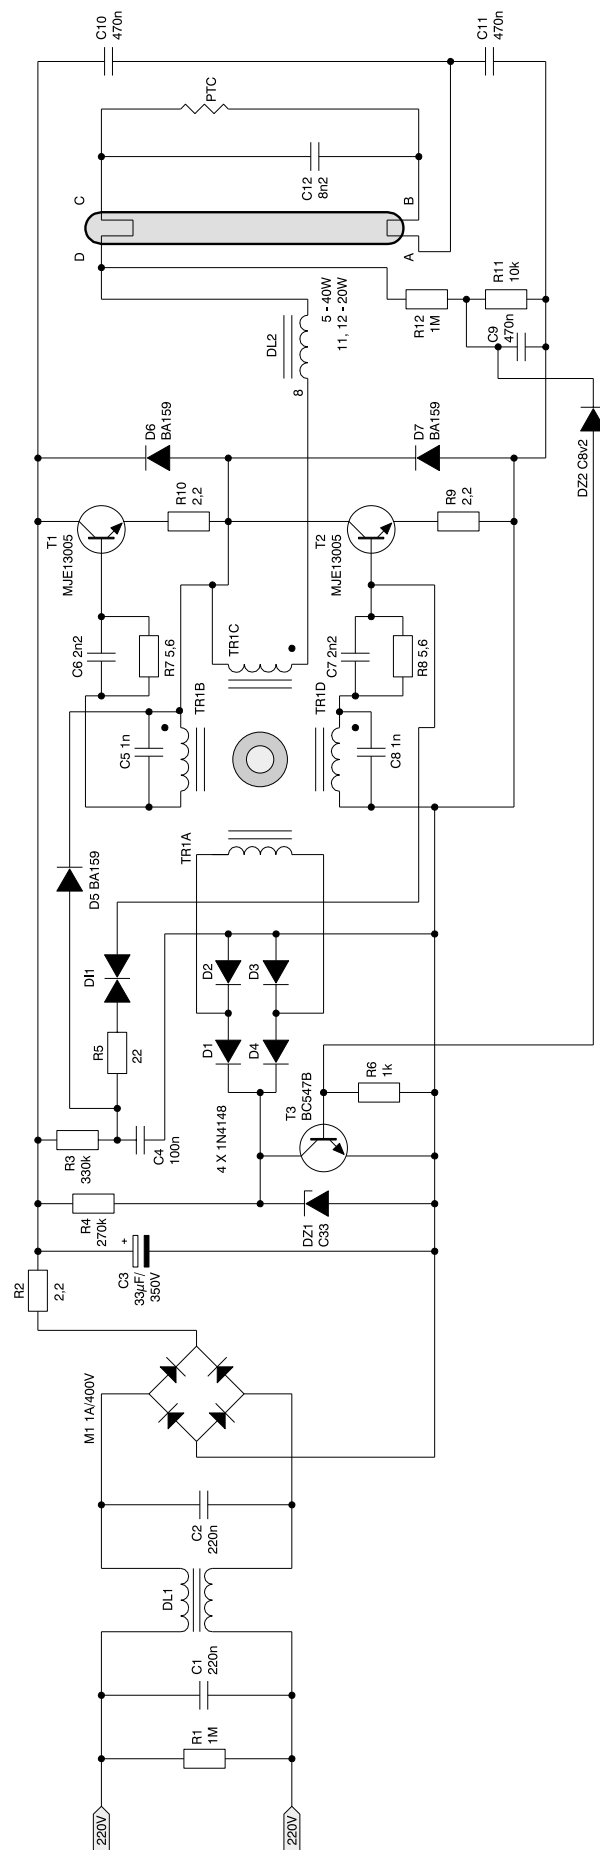 C10
470n
C11
470n
PTC
C12
8n2
C
B
D
A
R11
10k
R12
1M
C9
470n
5 - 40W
11, 12 - 20W
DL2
8
D6
BA159
D7
BA159
DZ2 C8v2
R10
2,2
R9
2,2
T1
MJE13005
T2
MJE13005
C6 2n2
R7 5,6
TR1C
C7 2n2
R8 5,6
TR1B
TR1D
C5 1n
C8 1n
TR1A
D5 BA159
DI1
D2
D3
R5
22
D1
D4
T3
BC547B
R6
1k
R3
330k
C4
100n
4 X 1N4148
R4
270k
DZ1
C33
+
C3
33µF/
350V
R2
2,2
M1 1A/400V
C2
220n
DL1
C1
220n
R1
1M
220V
220V